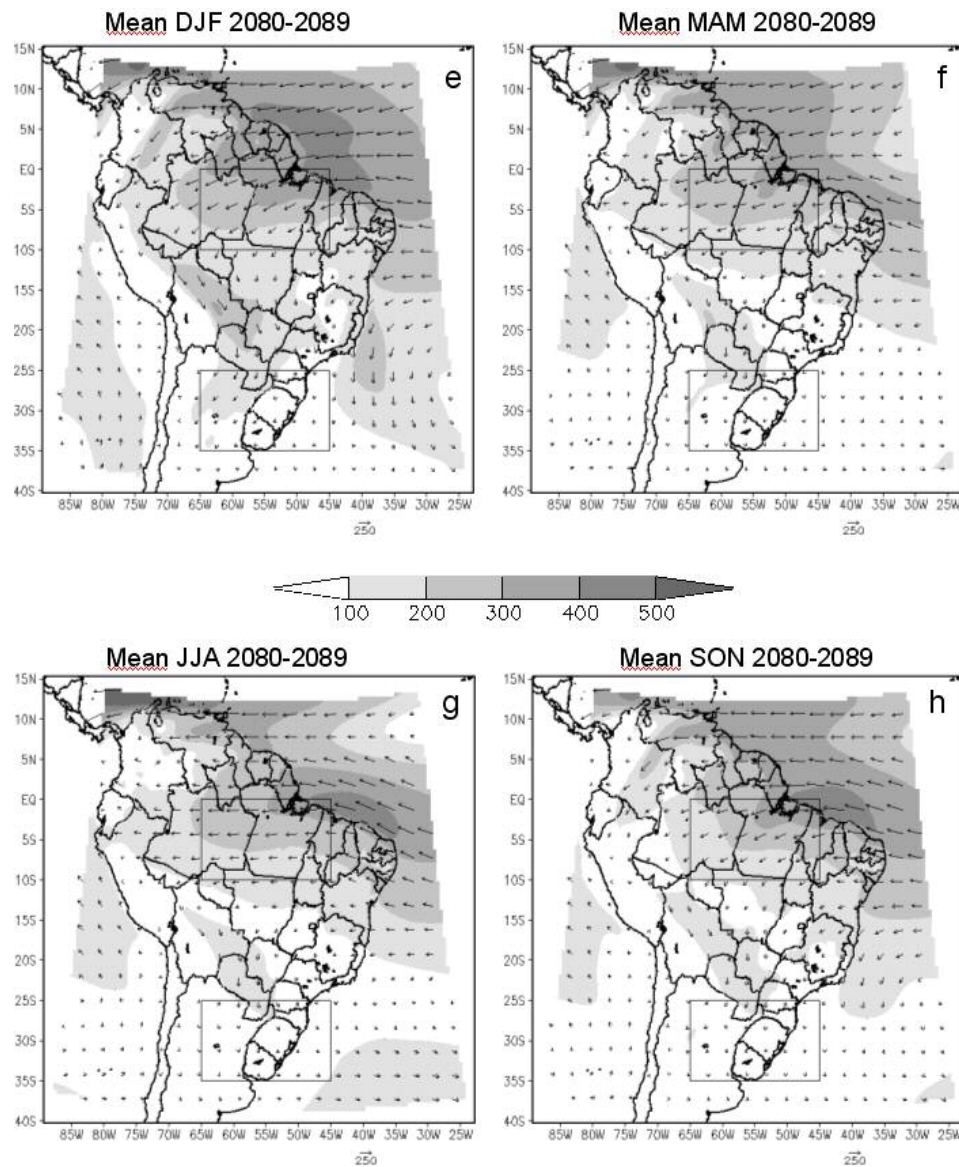 Mean DJF 2080-2089
Mean MAM 2080-2089
15N
10N
5N
EQ
5S
10S
15S
20S
25S
30S
35S
40S
e
85W 80W 75W 70W 65W 60W 55W 50W 45W 40W 35W 30W 25W
250
15N
10N
5N
EQ
5S
10S
15S
20S
25S
30S
35S
40S
f
85W 80W 75W 70W 65W 60W 55W 50W 45W 40W 35W 30W 25W
250
100 200 300 400 500
Mean JJA 2080-2089
Mean SON 2080-2089
15N
10N
5N
EQ
5S
10S
15S
20S
25S
30S
35S
40S
g
85W 80W 75W 70W 65W 60W 55W 50W 45W 40W 35W 30W 25W
250
15N
10N
5N
EQ
5S
10S
15S
20S
25S
30S
35S
40S
h
85W 80W 75W 70W 65W 60W 55W 50W 45W 40W 35W 30W 25W
250